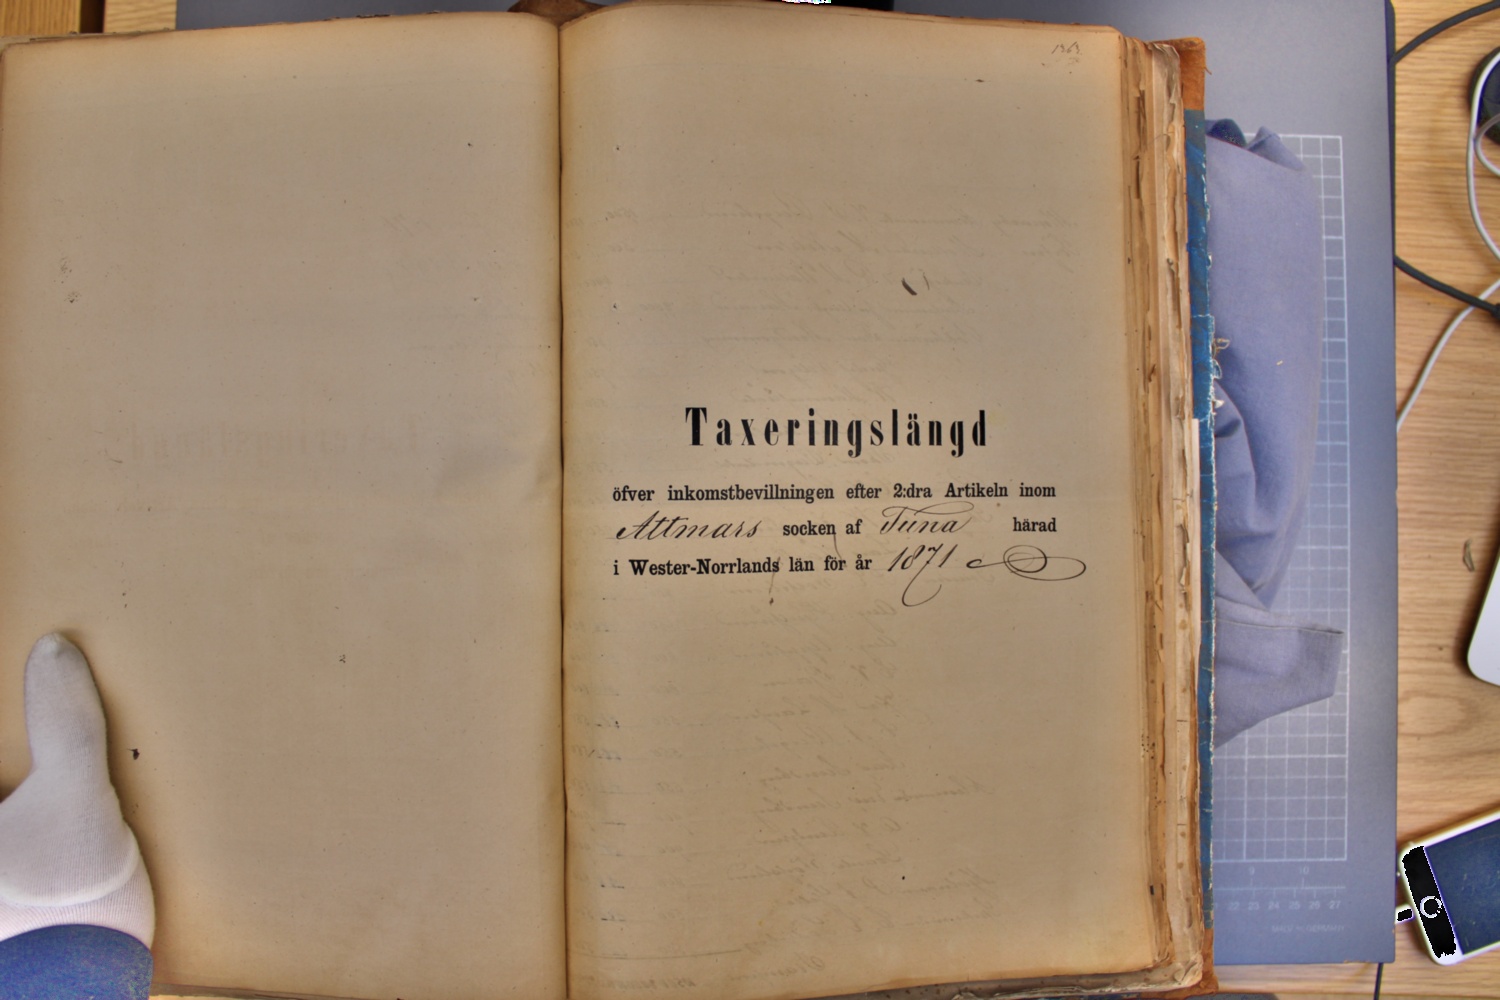 1363
Taxeringslängd
öfver inkomstbevillningen efter 2:dra Artikeln inom
Attmars socken af Tuna härad
i Wester-Norrlands län för år 1871